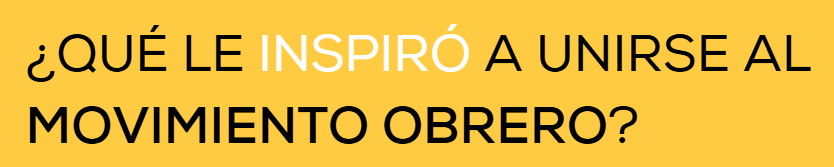 ¿QUÉ LE INSPIRÓ A UNIRSE AL
MOVIMIENTO OBRERO?